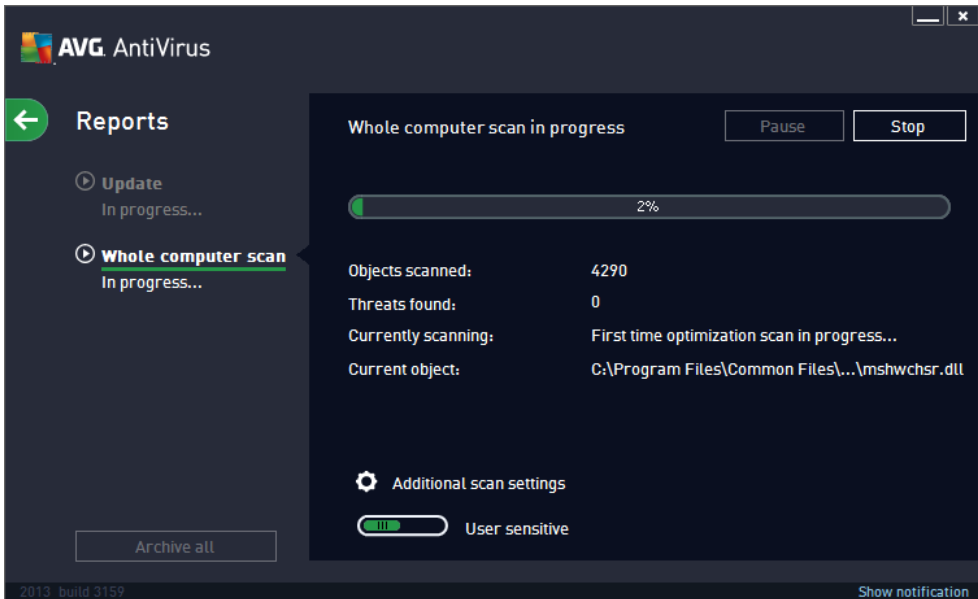 AVG. AntiVirus
Reports
Update
In progress...
Whole computer scan
In progress...
Archive all
Whole computer scan in progress
Pause
Stop
2%
Objects scanned: 4290
Threats found: 0
Currently scanning: First time optimization scan in progress...
Current object: C:\Program Files\Common Files\...\mshwchsr.dll
Additional scan settings
User sensitive
2013 build 3159
Show notification